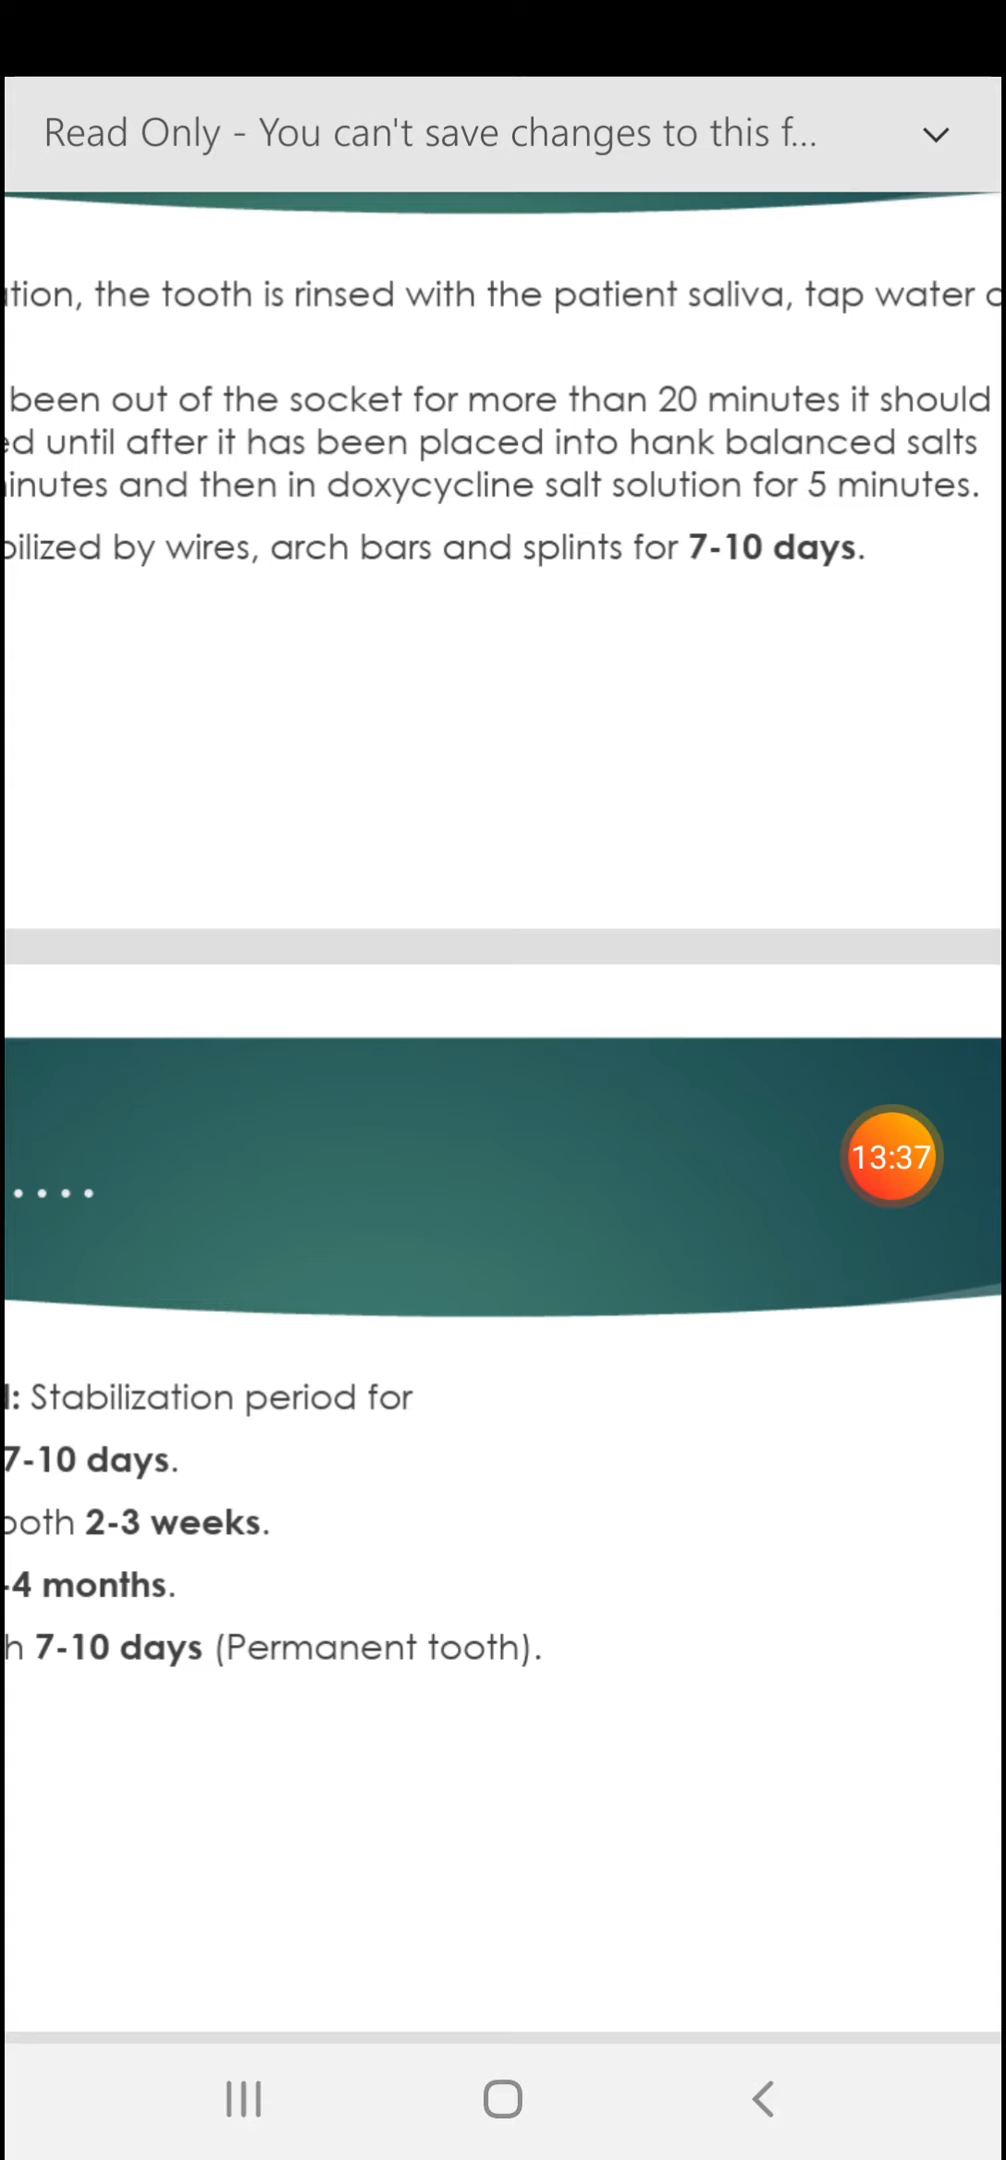 Read Only - You can't save changes to this f...
the tooth is rinsed with the patient saliva, tap water
been out of the socket for more than 20 minutes it should
until after it has been placed into hank balanced salts
and then in doxycycline salt solution for 5 minutes.
by wires, arch bars and splints for 7-10 days.
....
13:37
Stabilization period for
7-10 days.
2-3 weeks.
-4 months.
7-10 days (Permanent tooth).